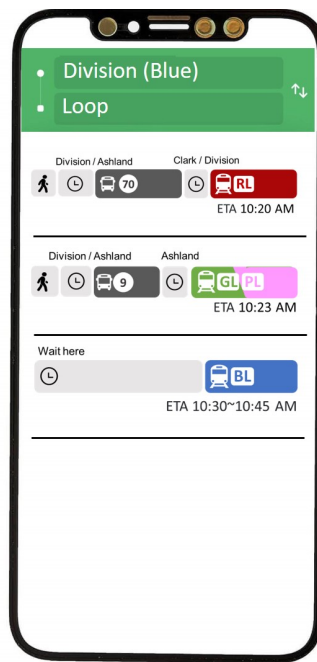 Division (Blue)
Loop
Division / Ashland Clark / Division
70 RL
ETA 10:20 AM
Division / Ashland Ashland
9 GL PL
ETA 10:23 AM
Wait here
BL
ETA 10:30~10:45 AM